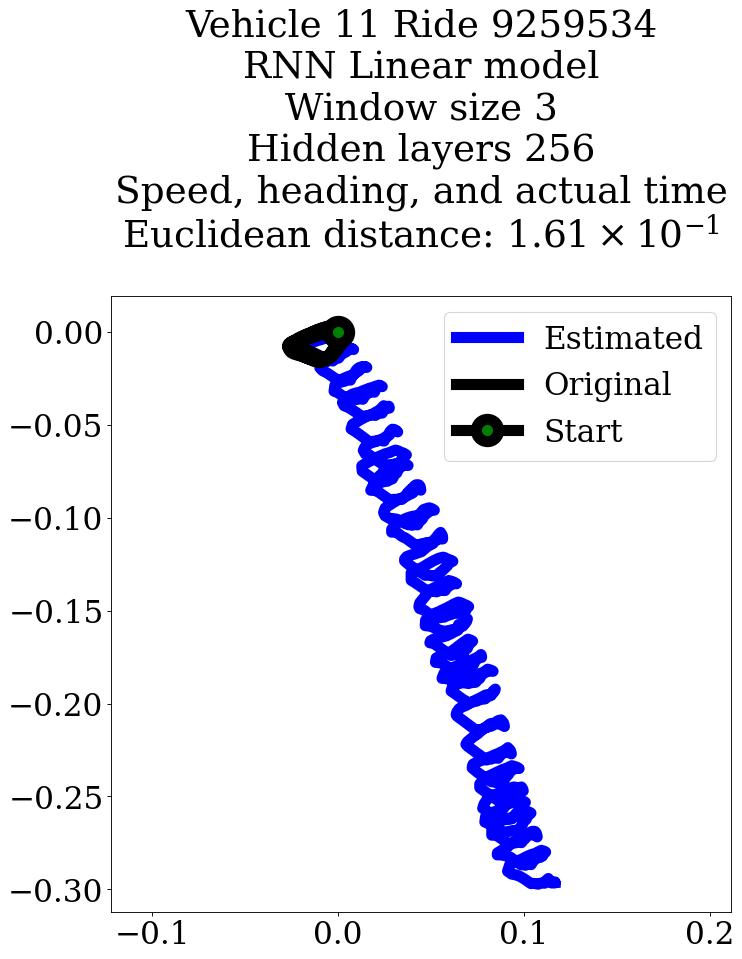 Vehicle 11 Ride 9259534
RNN Linear model
Window size 3
Hidden layers 256
Speed, heading, and actual time
Euclidean distance: 1.61 × 10⁻¹
Estimated
Original
Start
0.00
−0.05
−0.10
−0.15
−0.20
−0.25
−0.30
−0.1
0.0
0.1
0.2